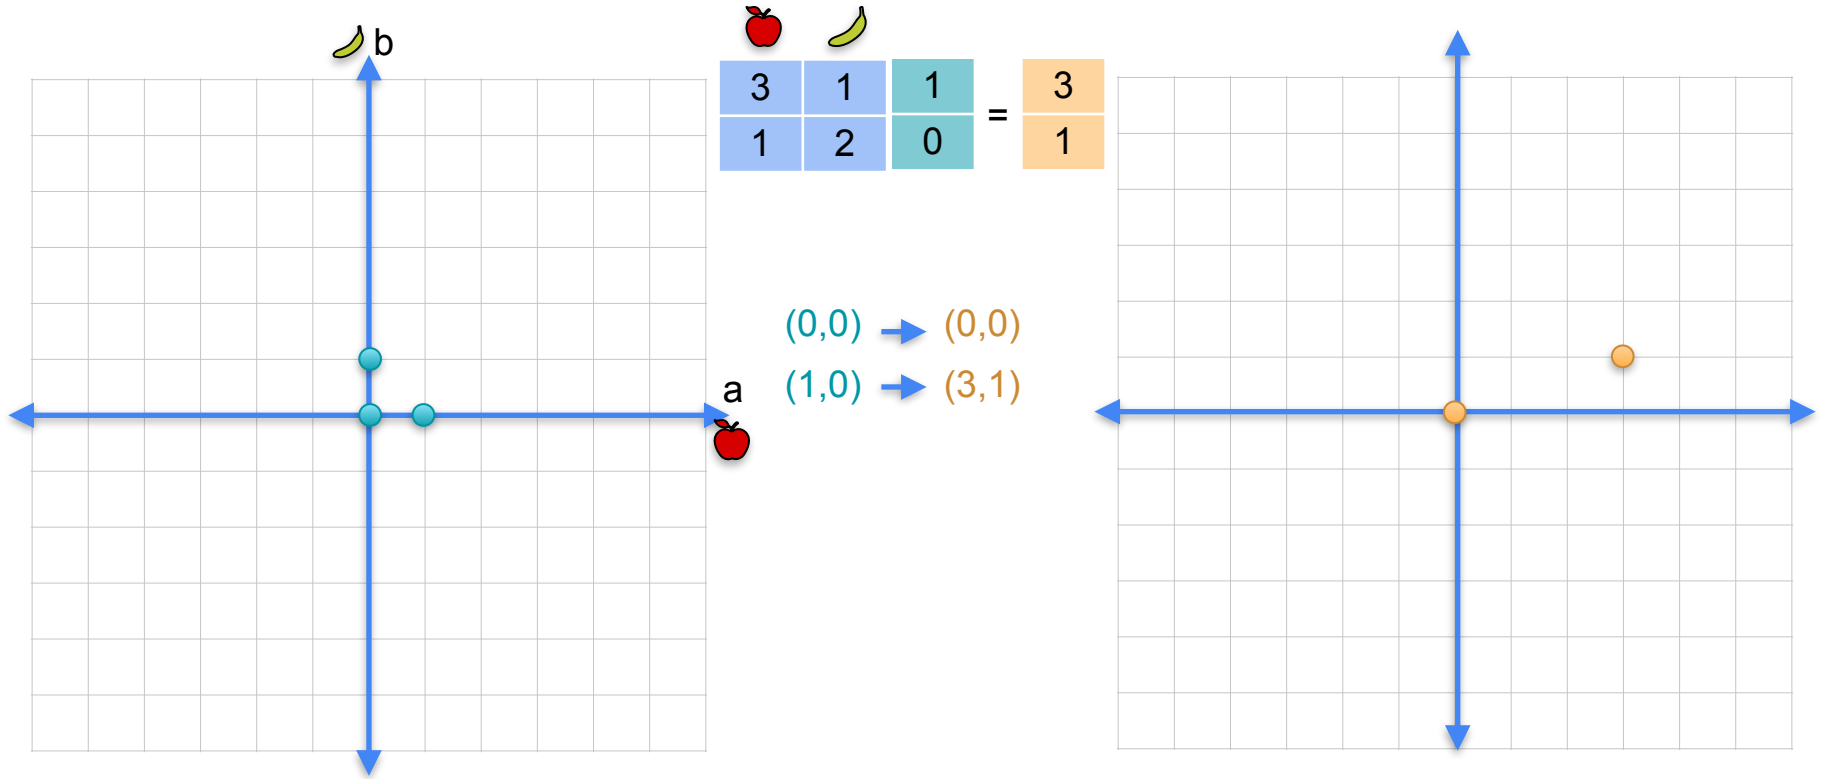 b
3 1 1 = 3
1 2 0 1
(0,0) (0,0)
(1,0) (3,1)
a